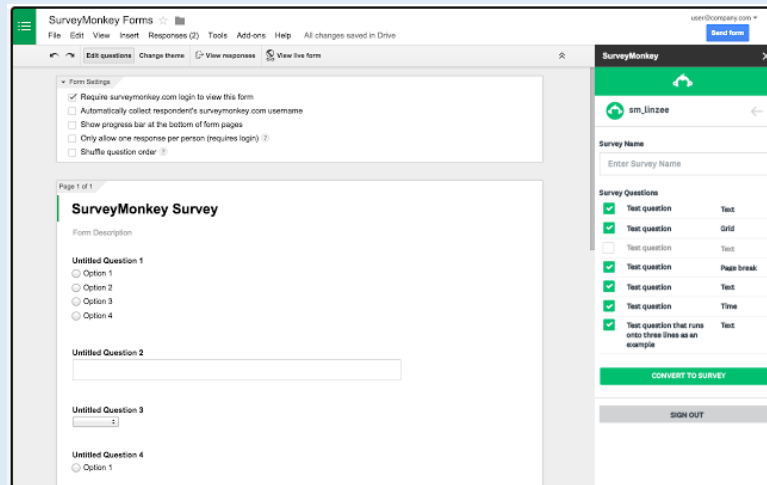 SurveyMonkey Forms
user@company.com
File Edit View Insert Responses (2) Tools Add-ons Help All changes saved in Drive
Send form
Edit questions Change theme View responses View live form
Form Settings
Require surveymonkey.com login to view this form
Automatically collect respondent's surveymonkey.com username
Show progress bar at the bottom of form pages
Only allow one response per person (requires login) ?
Shuffle question order ?
Page 1 of 1
SurveyMonkey Survey
Form Description
Untitled Question 1
Option 1
Option 2
Option 3
Option 4
Untitled Question 2
Untitled Question 3
Untitled Question 4
Option 1
SurveyMonkey
sm_linzee
Survey Name
Enter Survey Name
Survey Questions
Test question Text
Test question Grid
Test question Text
Test question Page break
Test question Text
Test question Time
Test question that runs Text
onto three lines as an
example
CONVERT TO SURVEY
SIGN OUT